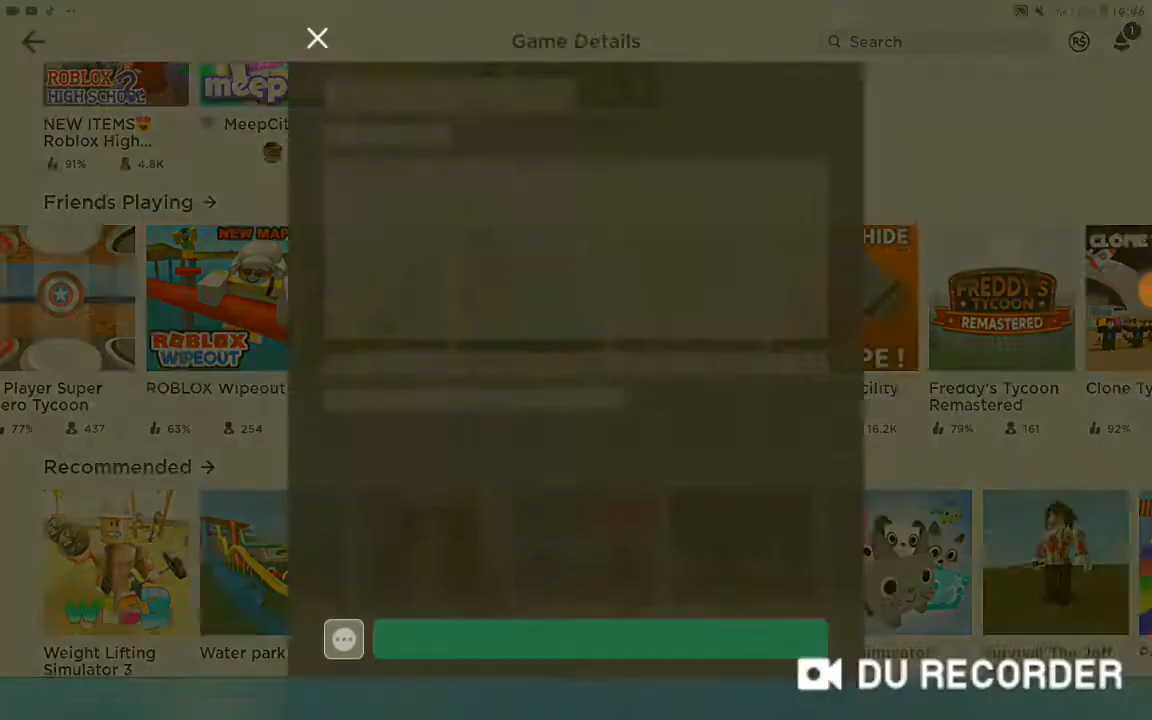 Game Details
Search
R$
1
ROBLOX
HIGH SCHOOL 2
meep
NEW ITEMS😍
Roblox High...
MeepCit
91%
4.8K
Friends Playing →
NEW MAP
ROBLOX
WIPEOUT
HIDE
PE !
FREDDY'S
TYCOON
REMASTERED
CLONE
Player Super
ero Tycoon
ROBLOX Wipeout
cility
Freddy's Tycoon
Remastered
Clone Ty
77%
437
63%
254
16.2K
79%
161
92%
Recommended →
WLS3
Weight Lifting
Simulator 3
Water park
DU RECORDER